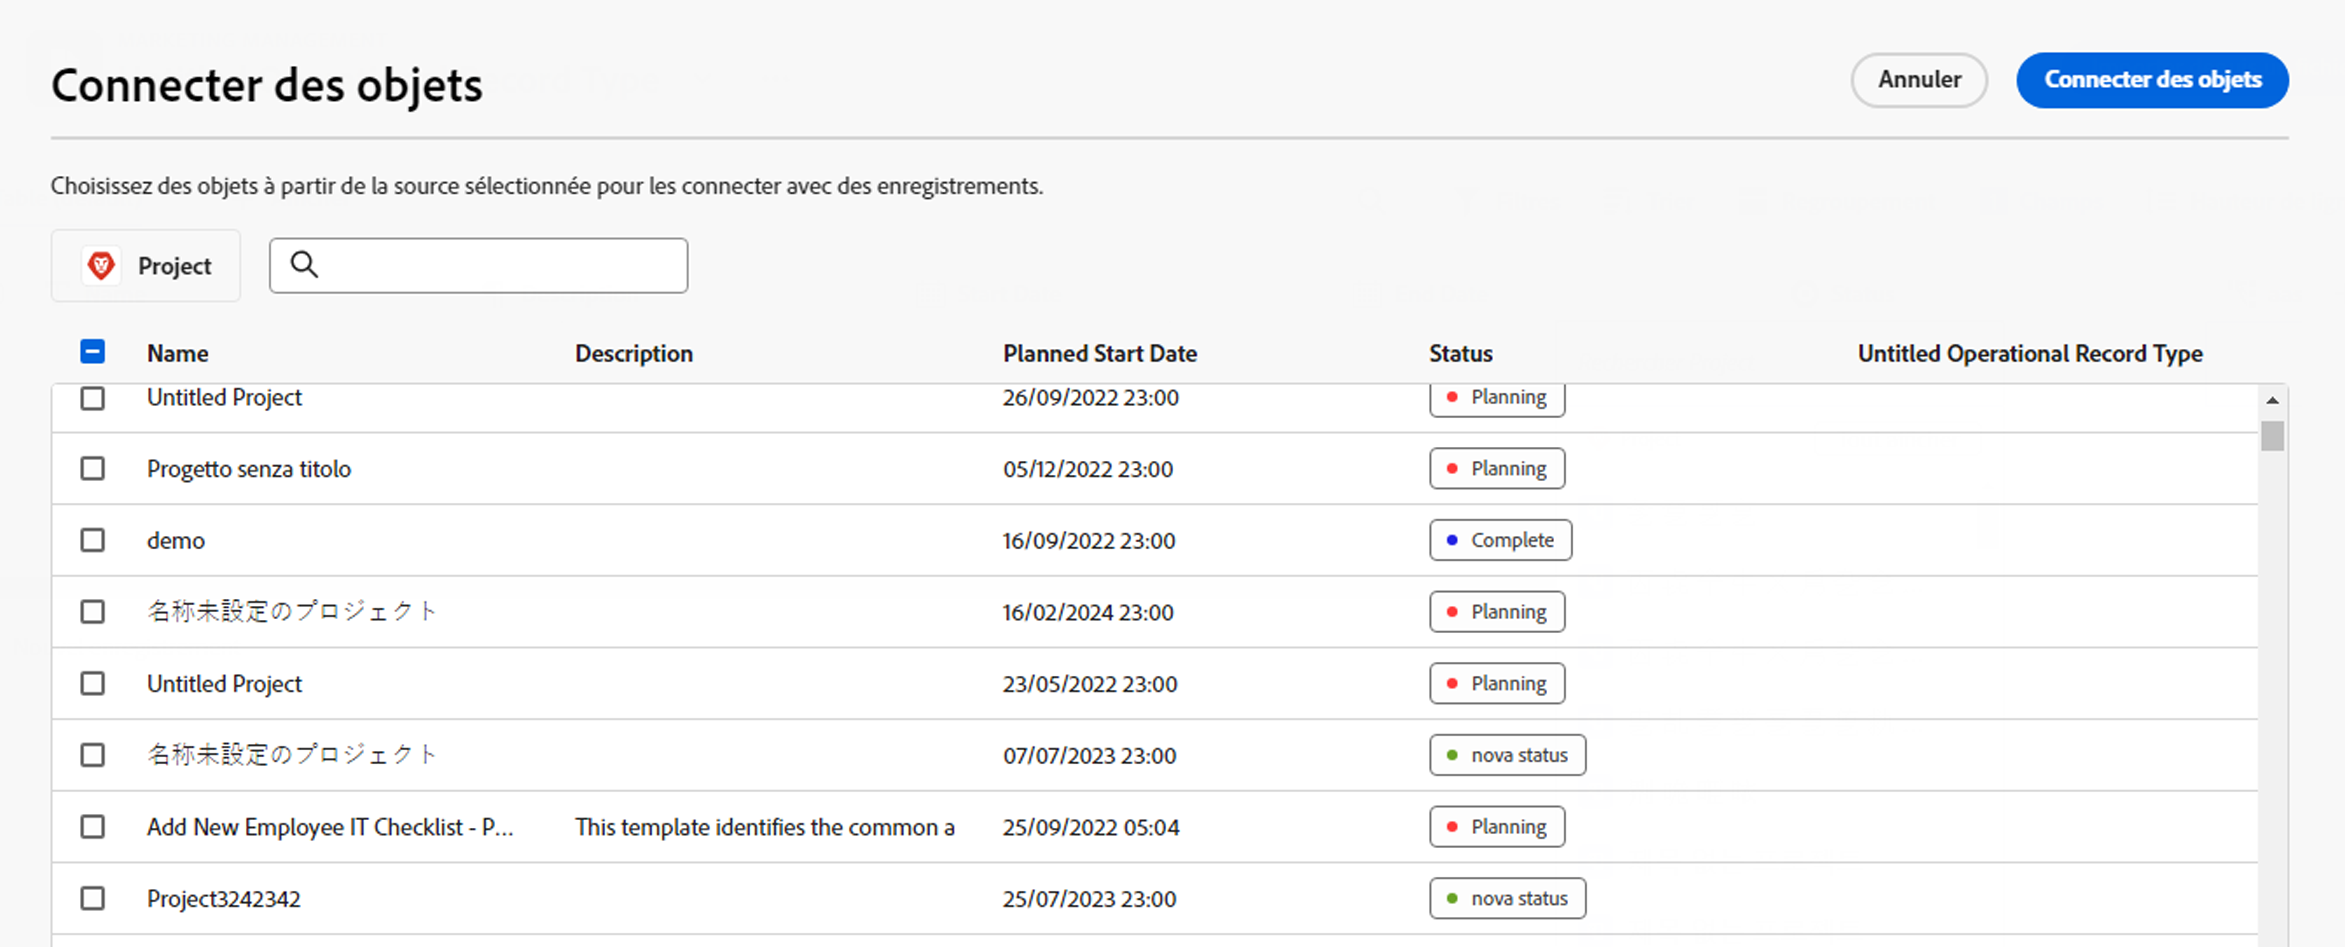 Connecter des objets
Annuler
Connecter des objets
Choisissez des objets à partir de la source sélectionnée pour les connecter avec des enregistrements.
Project
Name Description Planned Start Date Status Untitled Operational Record Type
Untitled Project 26/09/2022 23:00 Planning
Progetto senza titolo 05/12/2022 23:00 Planning
demo 16/09/2022 23:00 Complete
名称未設定のプロジェクト 16/02/2024 23:00 Planning
Untitled Project 23/05/2022 23:00 Planning
名称未設定のプロジェクト 07/07/2023 23:00 nova status
Add New Employee IT Checklist - P... This template identifies the common a 25/09/2022 05:04 Planning
Project3242342 25/07/2023 23:00 nova status